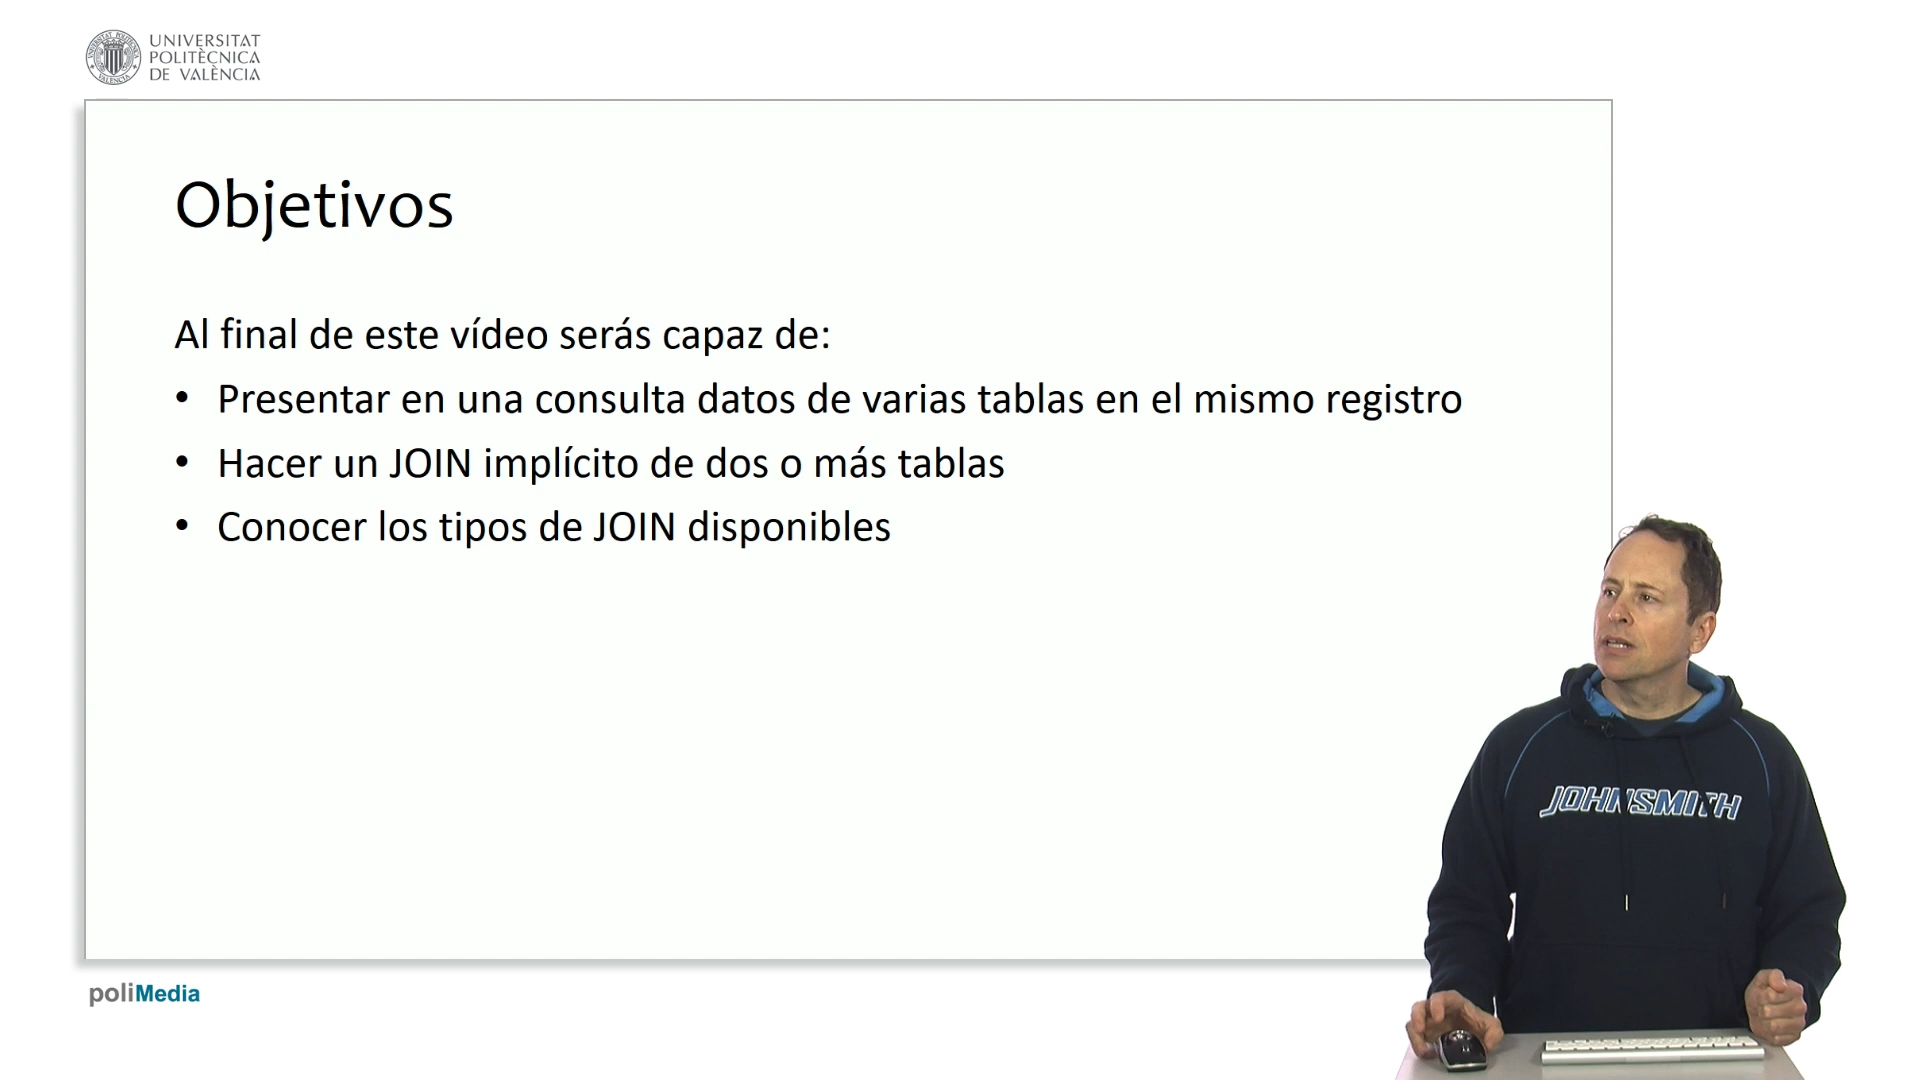 UNIVERSITAT
POLITÈCNICA
DE VALÈNCIA
Objetivos
Al final de este vídeo serás capaz de:
• Presentar en una consulta datos de varias tablas en el mismo registro
• Hacer un JOIN implícito de dos o más tablas
• Conocer los tipos de JOIN disponibles
JOHNSMITH
poliMedia